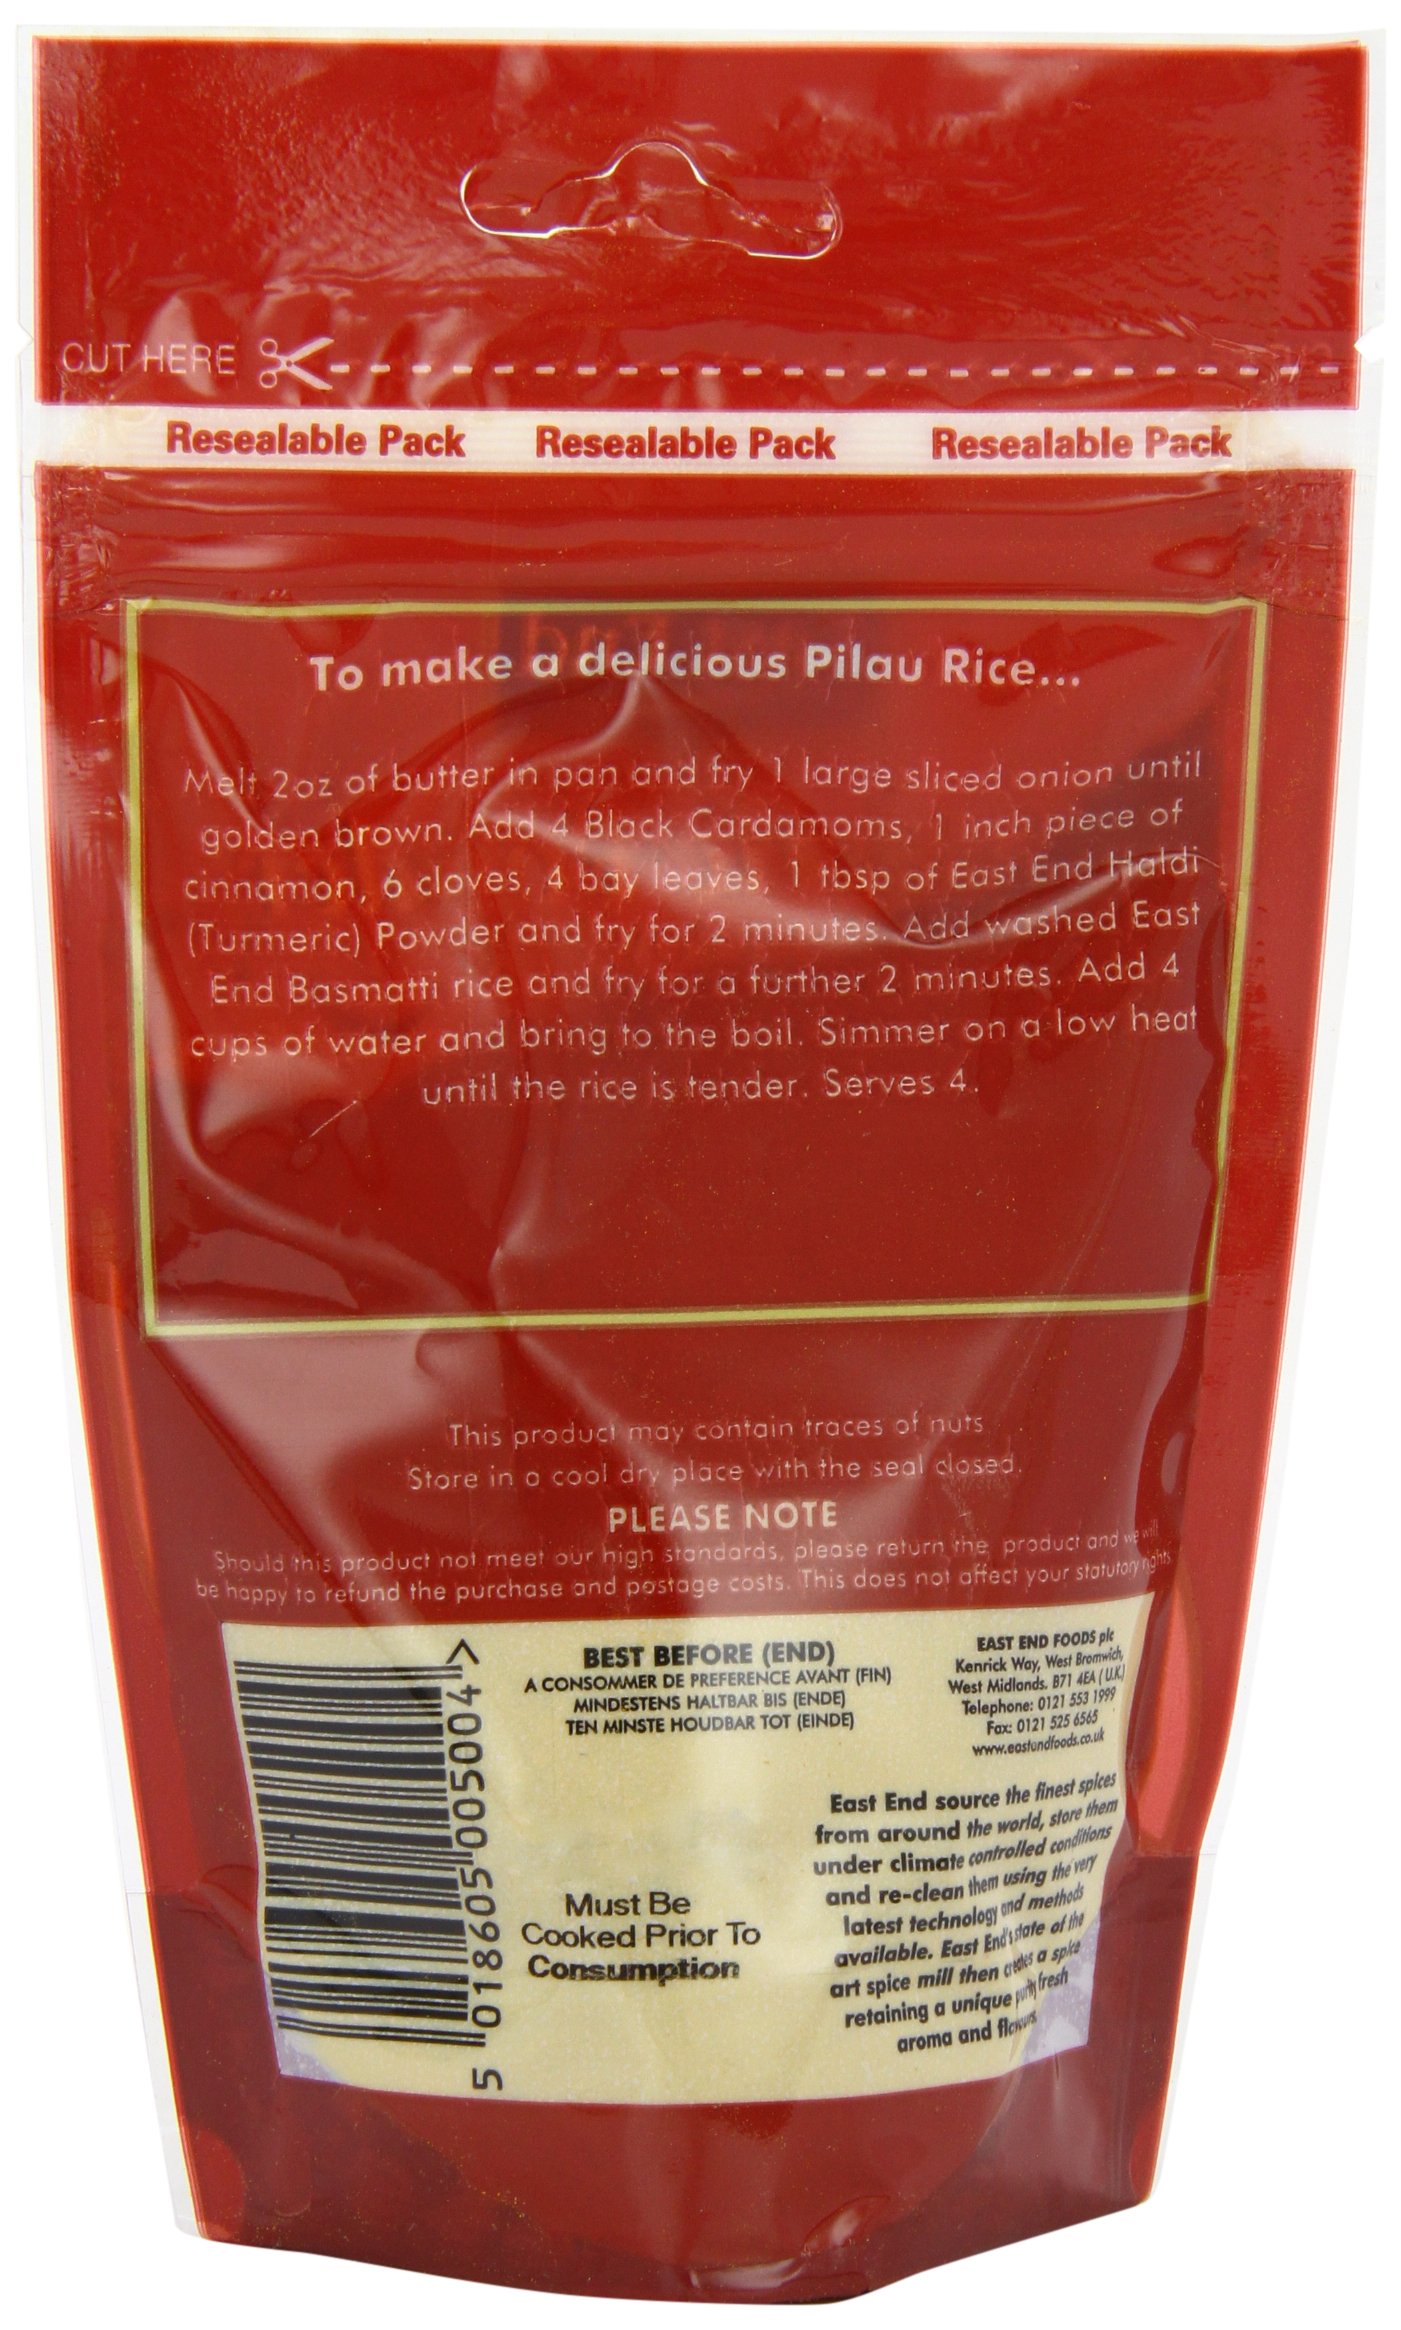 CUT HERE
Resealable Pack Resealable Pack Resealable Pack
To make a delicious Pilau Rice...
Melt 2oz of butter in pan and fry 1 large sliced onion until
golden brown. Add 4 Black Cardamoms, 1 inch piece of
cinnamon, 6 cloves, 4 bay leaves, 1 tbsp of East End Haldi
(Turmeric) Powder and fry for 2 minutes. Add washed East
End Basmatti rice and fry for a further 2 minutes. Add 4
cups of water and bring to the boil. Simmer on a low heat
until the rice is tender. Serves 4.
This product may contain traces of nuts
Store in a cool dry place with the seal closed.
PLEASE NOTE
Should this product not meet our high standards, please return the product and we will
be happy to refund the purchase and postage costs. This does not affect your statutory rights
5 018605 005004 >
BEST BEFORE (END)
A CONSOMMER DE PREFERENCE AVANT (FIN)
MINDESTENS HALTBAR BIS (ENDE)
TEN MINSTE HOUDBAR TOT (EINDE)
Must Be
Cooked Prior To
Consumption
EAST END FOODS plc
Kenrick Way, West Bromwich,
West Midlands. B71 4EA (U.K.)
Telephone: 0121 553 1999
Fax: 0121 525 6565
www.eastendfoods.co.uk
East End source the finest spices
from around the world, store them
under climate controlled conditions
and re-clean them using the very
latest technology and methods
available. East End's state of the
art spice mill then creates a spice
retaining a unique purity fresh
aroma and flavours.